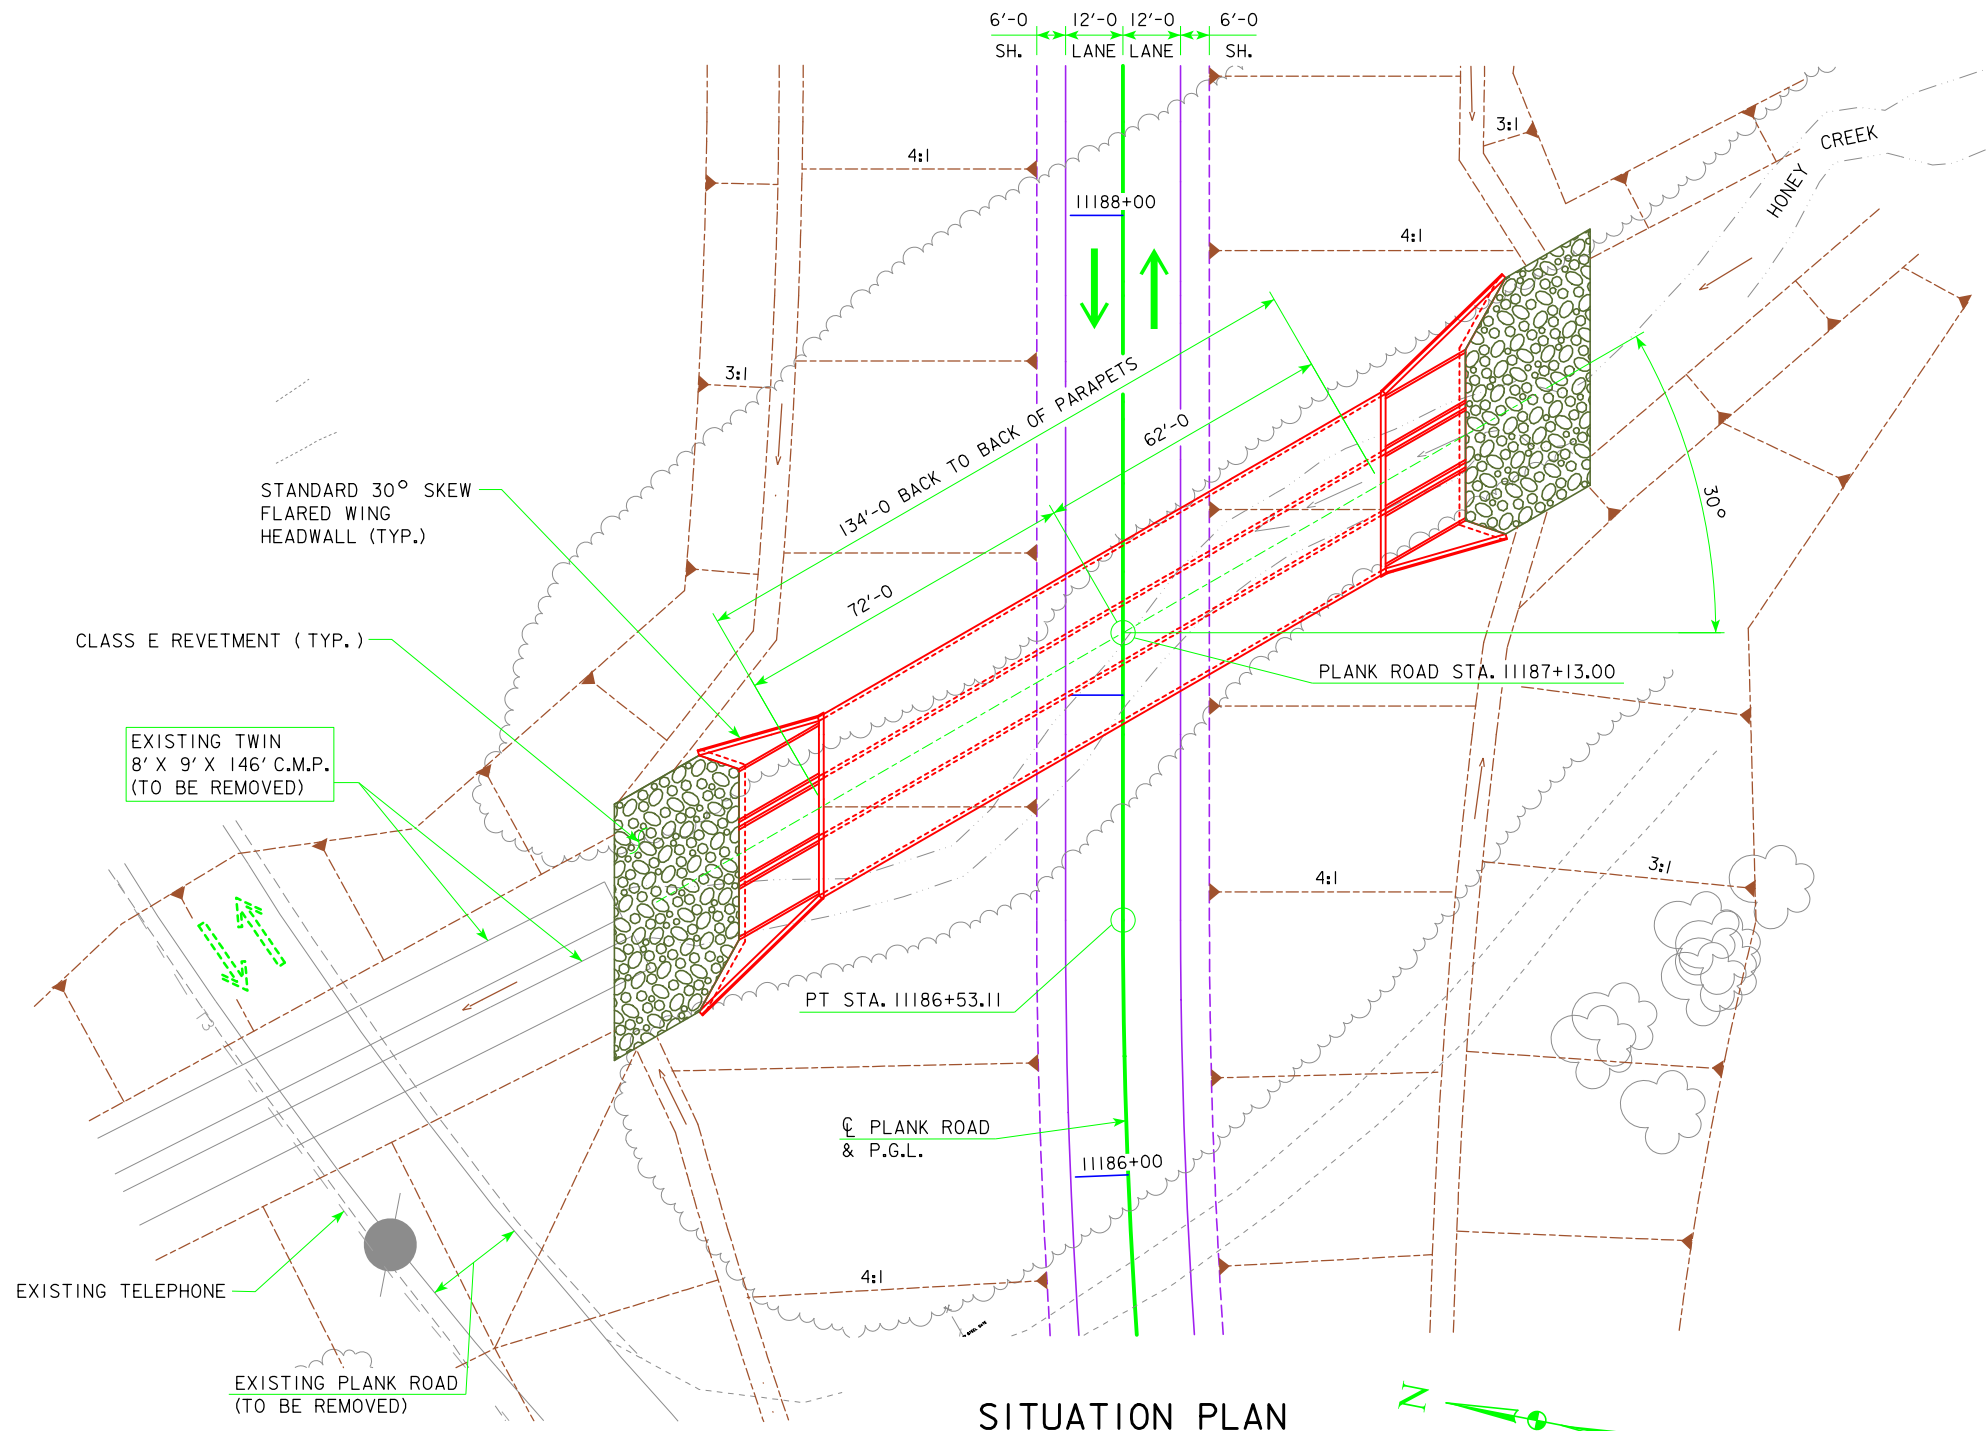 6'-0 12'-0 12'-0 6'-0
SH. LANE LANE SH.
3:1
CREEK
HONEY
4:1
11188+00
4:1
3:1
134'-0 BACK TO BACK OF PARAPETS
62'-0
STANDARD 30° SKEW
FLARED WING
HEADWALL (TYP.)
30°
72'-0
CLASS E REVETMENT (TYP.)
PLANK ROAD STA. 11187+13.00
EXISTING TWIN
8' X 9' X 146' C.M.P.
(TO BE REMOVED)
3:1
4:1
PT STA. 11186+53.11
℄ PLANK ROAD
& P.G.L.
11186+00
4:1
EXISTING TELEPHONE
EXISTING PLANK ROAD
(TO BE REMOVED)
N
SITUATION PLAN